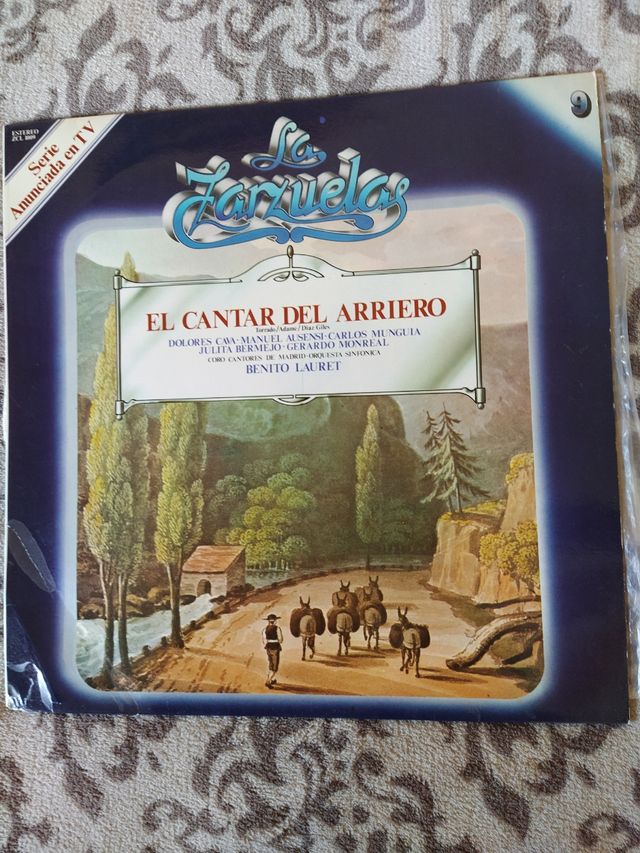 ESTEREO
ZCL 1009
Serie
Anunciada en TV
9
La
Zarzuelas
EL CANTAR DEL ARRIERO
Torrado/Adame/Díaz Giles
DOLORES CAVA-MANUEL AUSENSI-CARLOS MUNGUIA
JULITA BERMEJO-GERARDO MONREAL
CORO CANTORES DE MADRID-ORQUESTA SINFONICA
BENITO LAURET